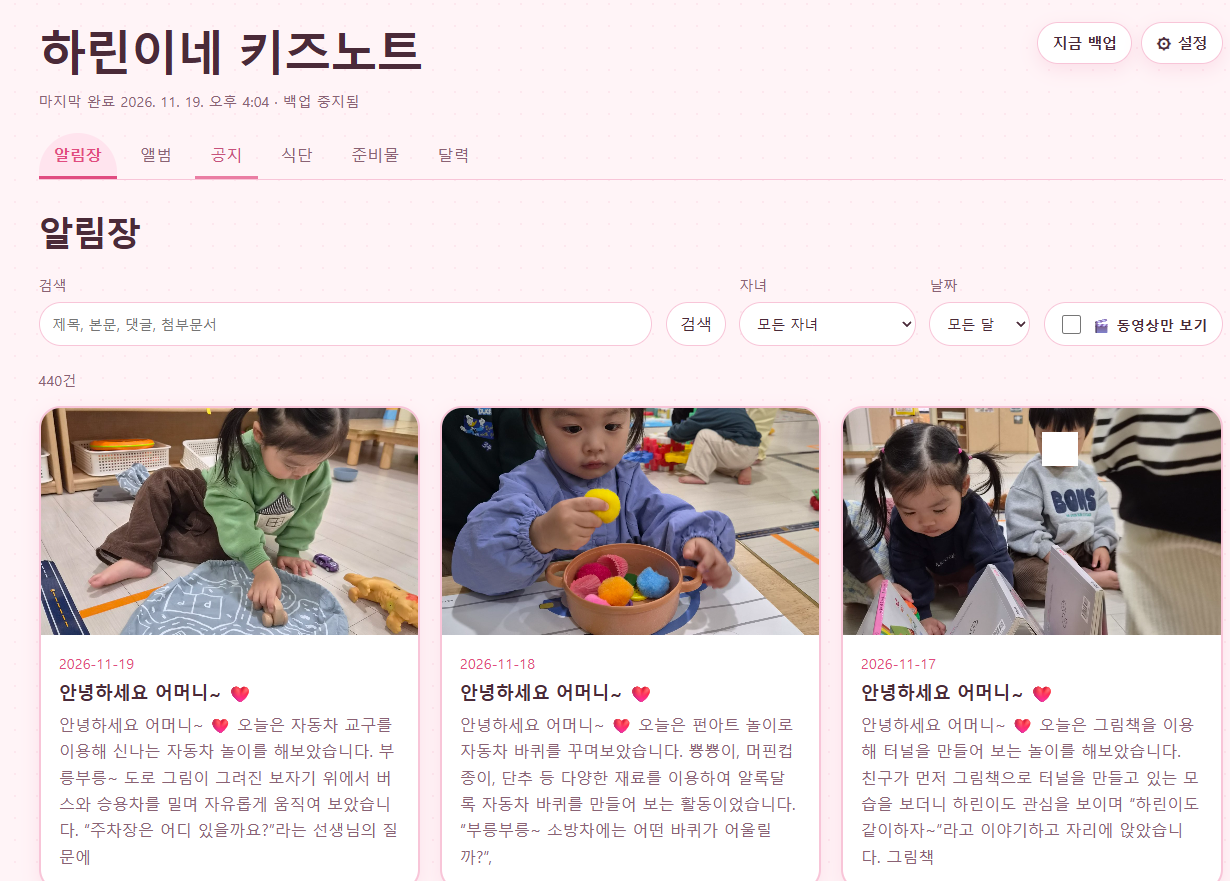 하린이네 키즈노트
지금 백업
⚙ 설정
마지막 완료 2026. 11. 19. 오후 4:04 · 백업 중지됨
알림장 앨범 공지 식단 준비물 달력
알림장
검색
자녀
날짜
제목, 본문, 댓글, 첨부문서
검색
모든 자녀
모든 달
🎬 동영상만 보기
440건
BONS
2026-11-19
안녕하세요 어머니~ 💗
안녕하세요 어머니~ 💗 오늘은 자동차 교구를
이용해 신나는 자동차 놀이를 해보았습니다. 부
릉부릉~ 도로 그림이 그려진 보자기 위에서 버
스와 승용차를 밀며 자유롭게 움직여 보았습니
다. “주차장은 어디 있을까요?”라는 선생님의 질
문에
2026-11-18
안녕하세요 어머니~ 💗
안녕하세요 어머니~ 💗 오늘은 펀아트 놀이로
자동차 바퀴를 꾸며보았습니다. 뿅뿅이, 머핀컵
종이, 단추 등 다양한 재료를 이용하여 알록달
록 자동차 바퀴를 만들어 보는 활동이었습니다.
“부릉부릉~ 소방차에는 어떤 바퀴가 어울릴
까?”,
2026-11-17
안녕하세요 어머니~ 💗
안녕하세요 어머니~ 💗 오늘은 그림책을 이용
해 터널을 만들어 보는 놀이를 해보았습니다.
친구가 먼저 그림책으로 터널을 만들고 있는 모
습을 보더니 하린이도 관심을 보이며 “하린이도
같이하자~”라고 이야기하고 자리에 앉았습니
다. 그림책